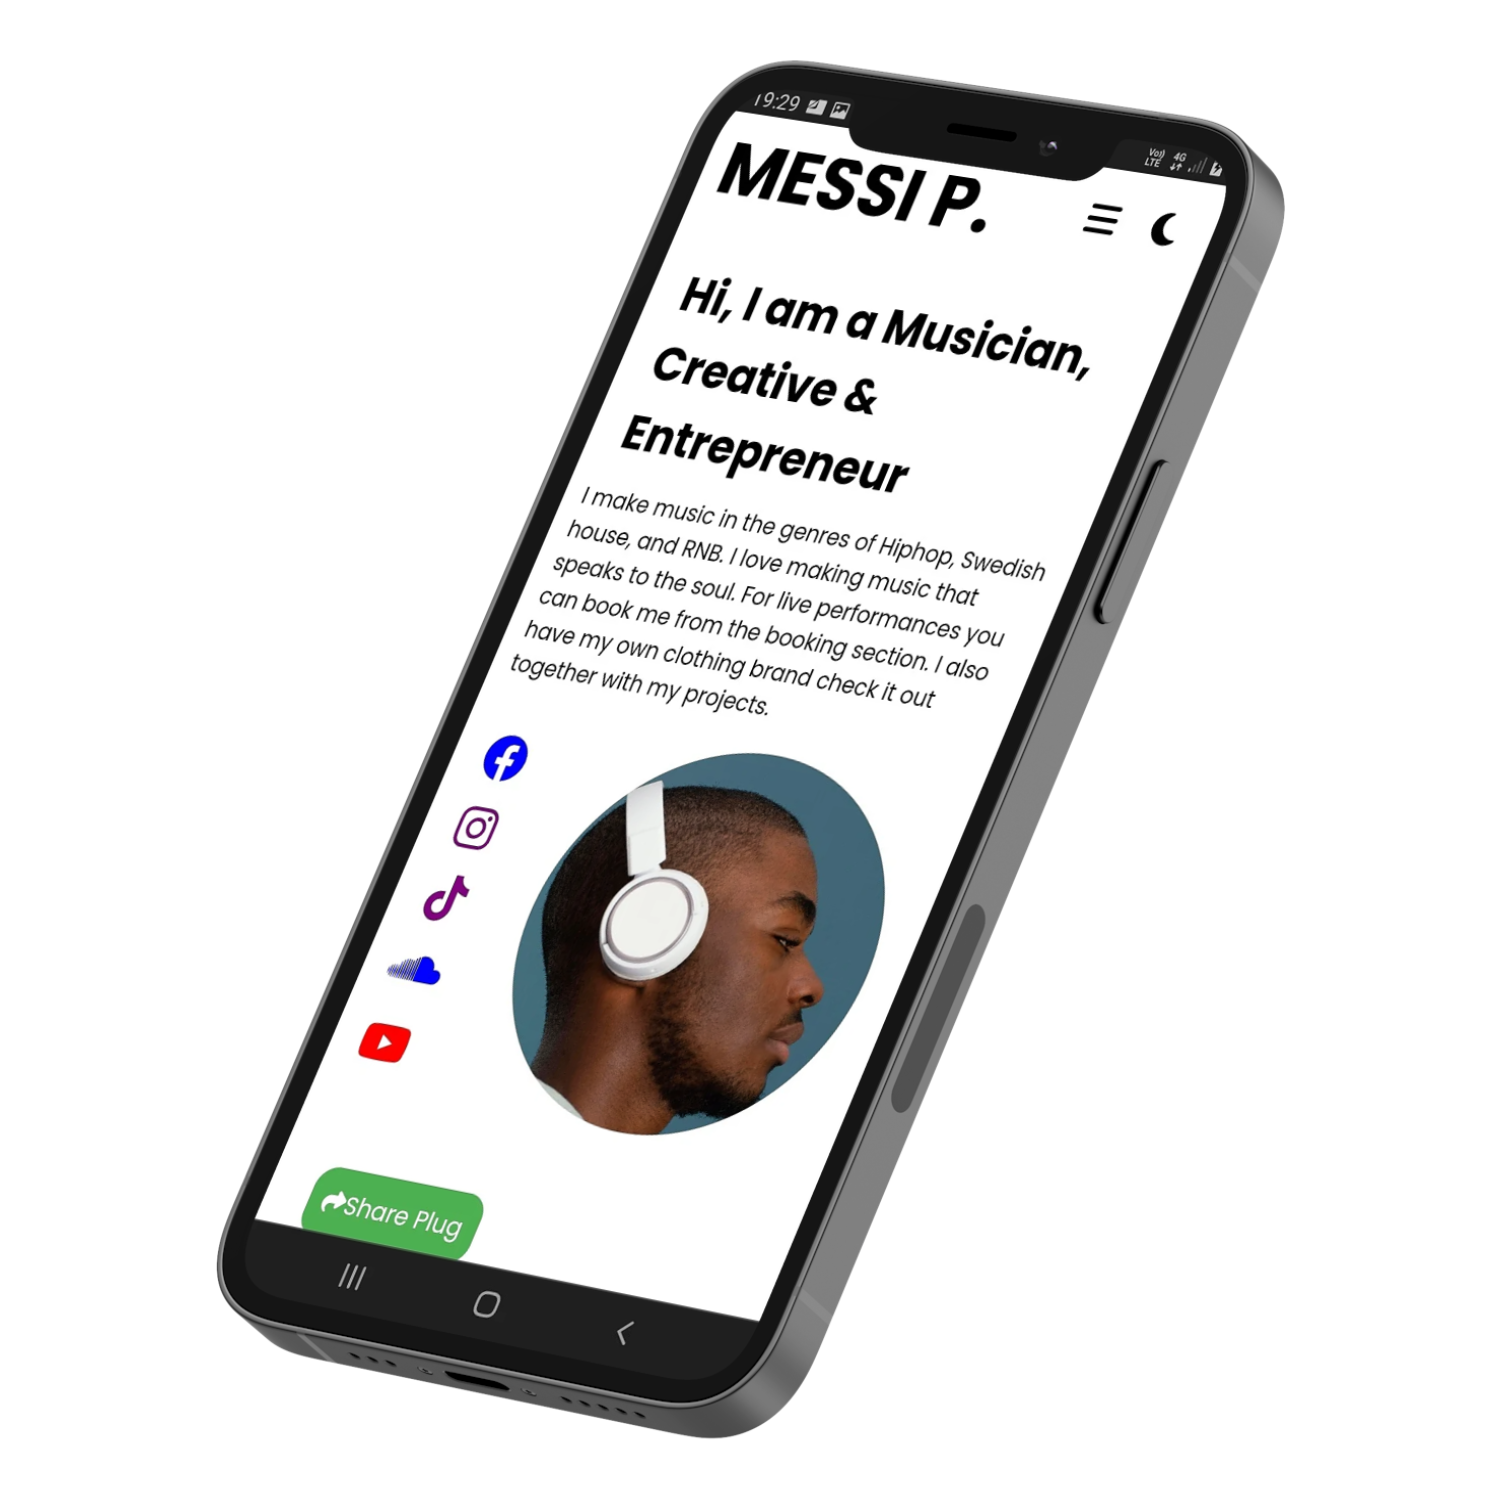 19:29
Vo)) 4G
LTE
MESSI P.
Hi, I am a Musician,
Creative &
Entrepreneur
I make music in the genres of Hiphop, Swedish
house, and RNB. I love making music that
speaks to the soul. For live performances you
can book me from the booking section. I also
have my own clothing brand check it out
together with my projects.
Share Plug